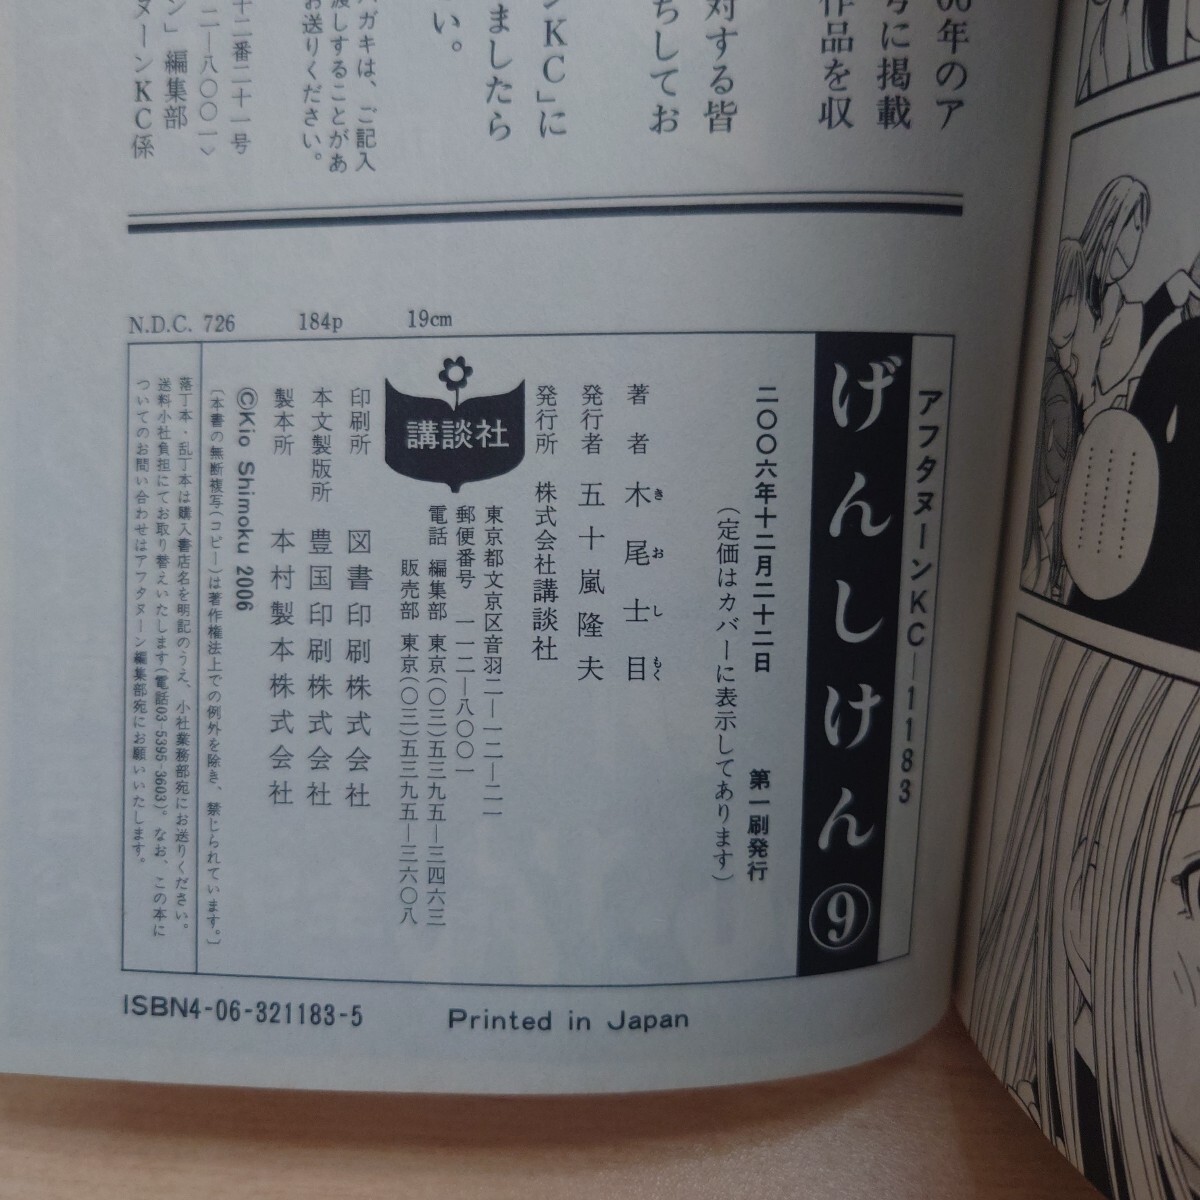 00年のア
号に掲載
作品を収
対する皆
ちしてお
ンKC」に
ましたら
い。
ハガキは、ご記入
渡しすることがあ
お送りください。
十二番二十一号
二一―八〇〇一〉
ン」編集部
ヌーンKC係
N.D.C. 726 184p 19cm
アフタヌーンKC―1183
げんしけん⑨
二〇〇六年十二月二十二日 第一刷発行
(定価はカバーに表示してあります)
著者 木尾士目
き お し もく
発行者 五十嵐隆夫
発行所 株式会社講談社
東京都文京区音羽二―一二―二一
郵便番号 一一二―八〇〇一
電話 編集部 東京(〇三)五三九五―三四六三
販売部 東京(〇三)五三九五―三六〇八
講談社
印刷所 図書印刷株式会社
本文製版所 豊国印刷株式会社
製本所 本村製本株式会社
©Kio Shimoku 2006
〔本書の無断複写(コピー)は著作権法上での例外を除き、禁じられています。〕
落丁本・乱丁本は購入書店名を明記のうえ、小社業務部宛にお送りください。
送料小社負担にてお取り替えいたします(電話03-5395-3603)。なお、この本に
ついてのお問い合わせはアフタヌーン編集部宛にお願いいたします。
ISBN4-06-321183-5
Printed in Japan